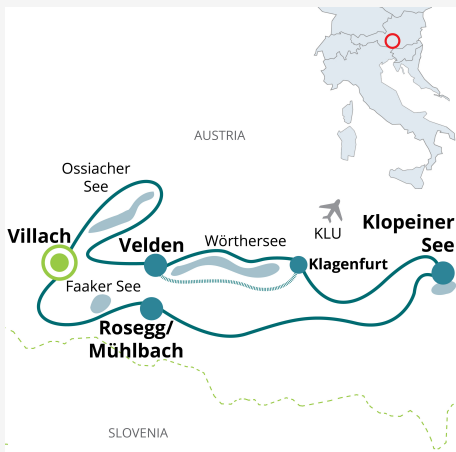 AUSTRIA
Ossiacher
See
Villach
Velden
Wörthersee
KLU
Klopeiner
See
Klagenfurt
Faaker See
Rosegg/
Mühlbach
SLOVENIA